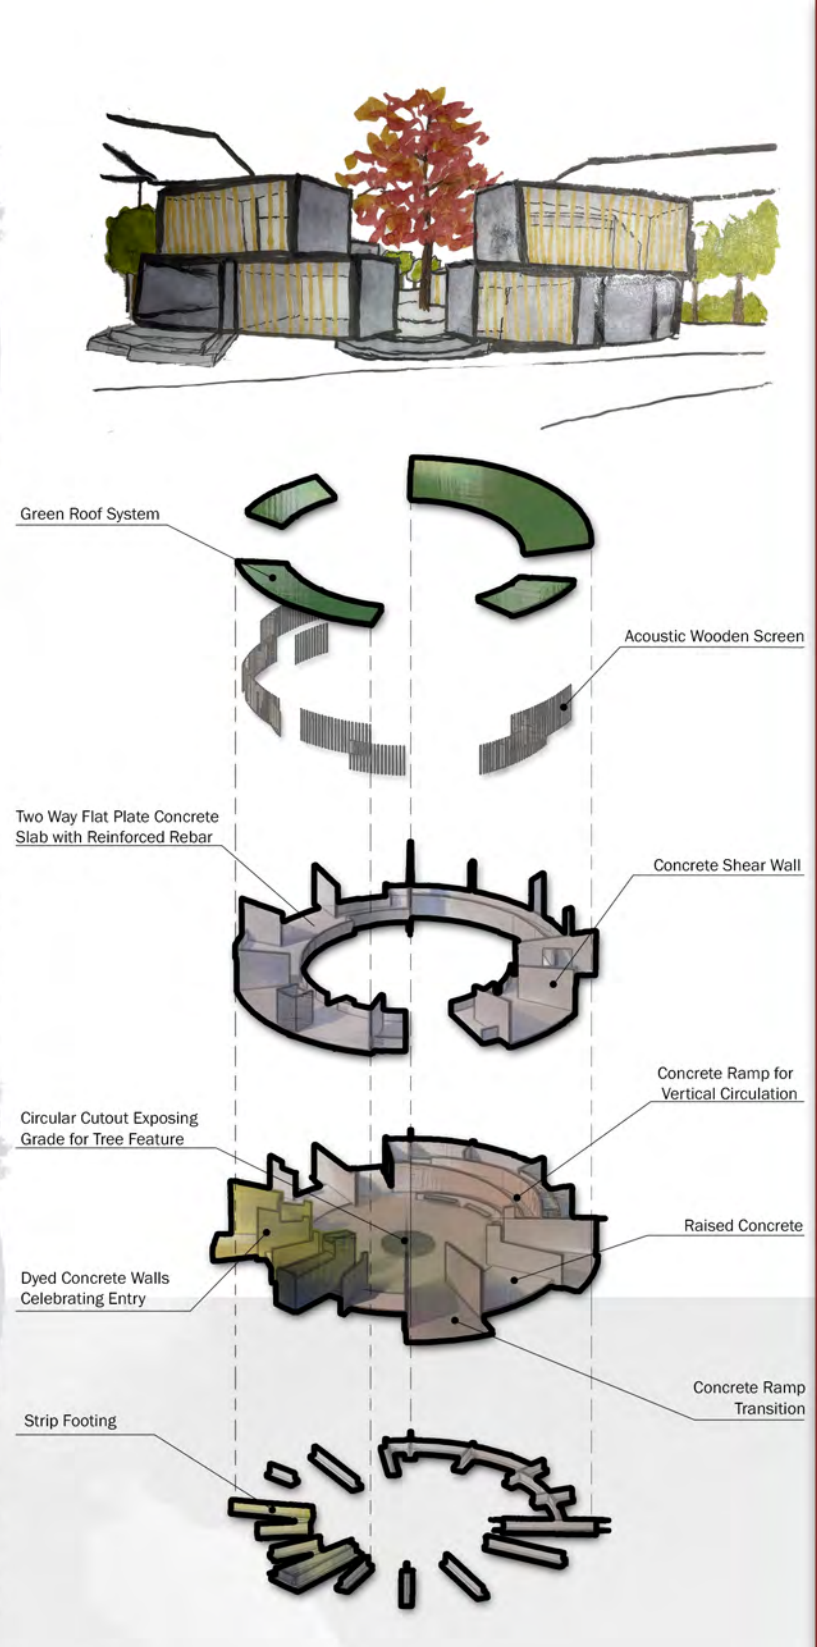 Green Roof System
Acoustic Wooden Screen
Two Way Flat Plate Concrete
Slab with Reinforced Rebar
Concrete Shear Wall
Concrete Ramp for
Vertical Circulation
Circular Cutout Exposing
Grade for Tree Feature
Raised Concrete
Dyed Concrete Walls
Celebrating Entry
Concrete Ramp
Transition
Strip Footing